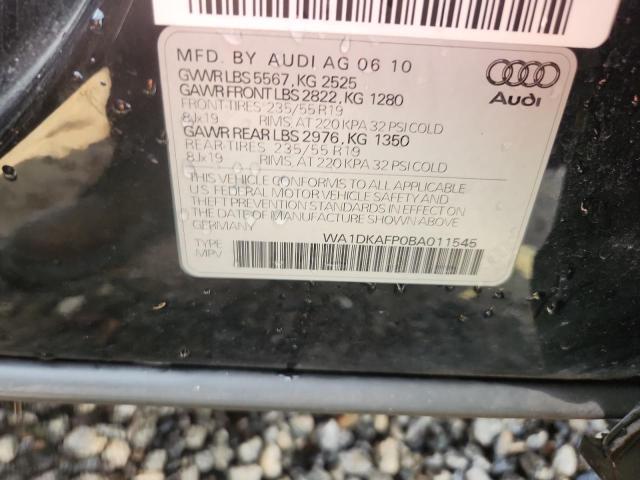 MFD. BY AUDI AG 06 10
GVWR LBS 5567, KG 2525
GAWR FRONT LBS 2822, KG 1280
FRONT-TIRES: 235/55 R19
8Jx19 RIMS, AT 220 KPA 32 PSI COLD
GAWR REAR LBS 2976, KG 1350
REAR-TIRES: 235/55 R19
8Jx19 RIMS, AT 220 KPA 32 PSI COLD
THIS VEHICLE CONFORMS TO ALL APPLICABLE
U.S. FEDERAL MOTOR VEHICLE SAFETY AND
THEFT PREVENTION STANDARDS IN EFFECT ON
THE DATE OF MANUFACTURE SHOWN ABOVE.
GERMANY
TYPE:
MPV
WA1DKAFP0BA011545
Audi